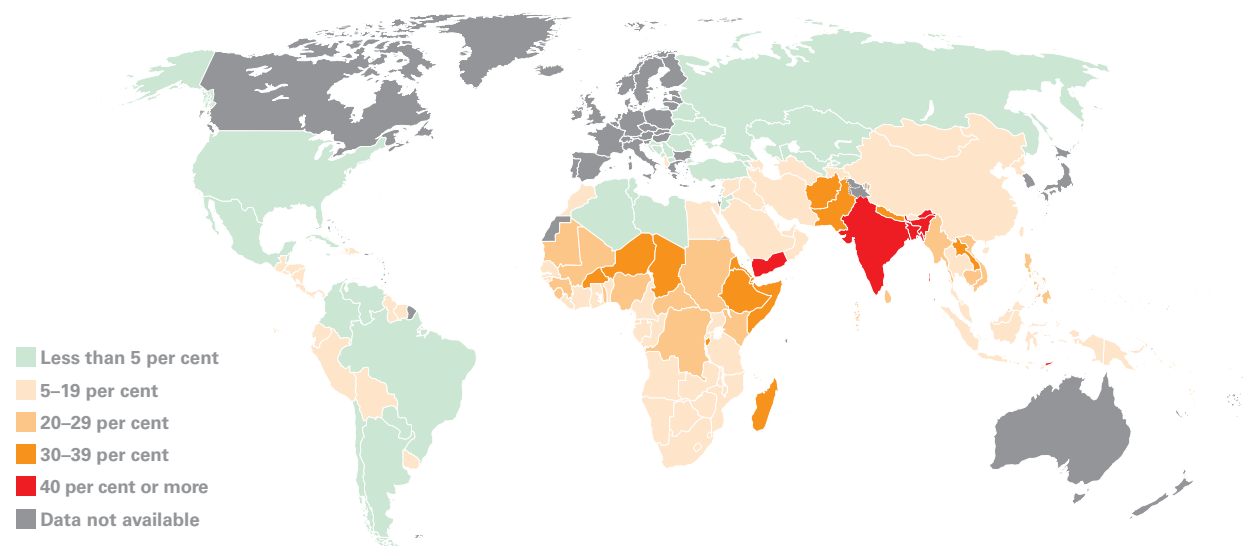 Less than 5 per cent
5–19 per cent
20–29 per cent
30–39 per cent
40 per cent or more
Data not available